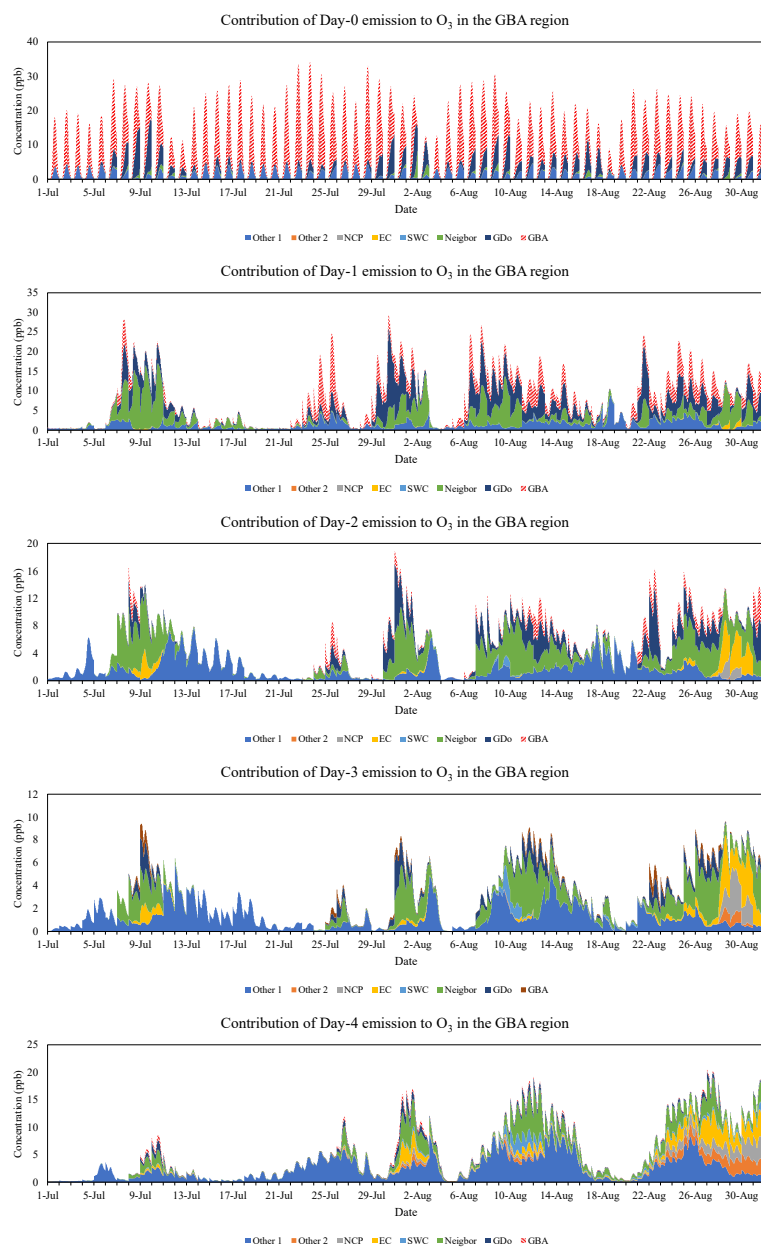 Contribution of Day-0 emission to O3 in the GBA region
40
30
20
10
0
Concentration (ppb)
1-Jul 5-Jul 9-Jul 13-Jul 17-Jul 21-Jul 25-Jul 29-Jul 2-Aug 6-Aug 10-Aug 14-Aug 18-Aug 22-Aug 26-Aug 30-Aug
Date
Other 1 Other 2 NCP EC SWC Neigbor GDo GBA
Contribution of Day-1 emission to O3 in the GBA region
35
30
25
20
15
10
5
0
Concentration (ppb)
1-Jul 5-Jul 9-Jul 13-Jul 17-Jul 21-Jul 25-Jul 29-Jul 2-Aug 6-Aug 10-Aug 14-Aug 18-Aug 22-Aug 26-Aug 30-Aug
Date
Other 1 Other 2 NCP EC SWC Neigbor GDo GBA
Contribution of Day-2 emission to O3 in the GBA region
20
16
12
8
4
0
Concentration (ppb)
1-Jul 5-Jul 9-Jul 13-Jul 17-Jul 21-Jul 25-Jul 29-Jul 2-Aug 6-Aug 10-Aug 14-Aug 18-Aug 22-Aug 26-Aug 30-Aug
Date
Other 1 Other 2 NCP EC SWC Neigbor GDo GBA
Contribution of Day-3 emission to O3 in the GBA region
12
10
8
6
4
2
0
Concentration (ppb)
1-Jul 5-Jul 9-Jul 13-Jul 17-Jul 21-Jul 25-Jul 29-Jul 2-Aug 6-Aug 10-Aug 14-Aug 18-Aug 22-Aug 26-Aug 30-Aug
Date
Other 1 Other 2 NCP EC SWC Neigbor GDo GBA
Contribution of Day-4 emission to O3 in the GBA region
25
20
15
10
5
0
Concentration (ppb)
1-Jul 5-Jul 9-Jul 13-Jul 17-Jul 21-Jul 25-Jul 29-Jul 2-Aug 6-Aug 10-Aug 14-Aug 18-Aug 22-Aug 26-Aug 30-Aug
Date
Other 1 Other 2 NCP EC SWC Neigbor GDo GBA